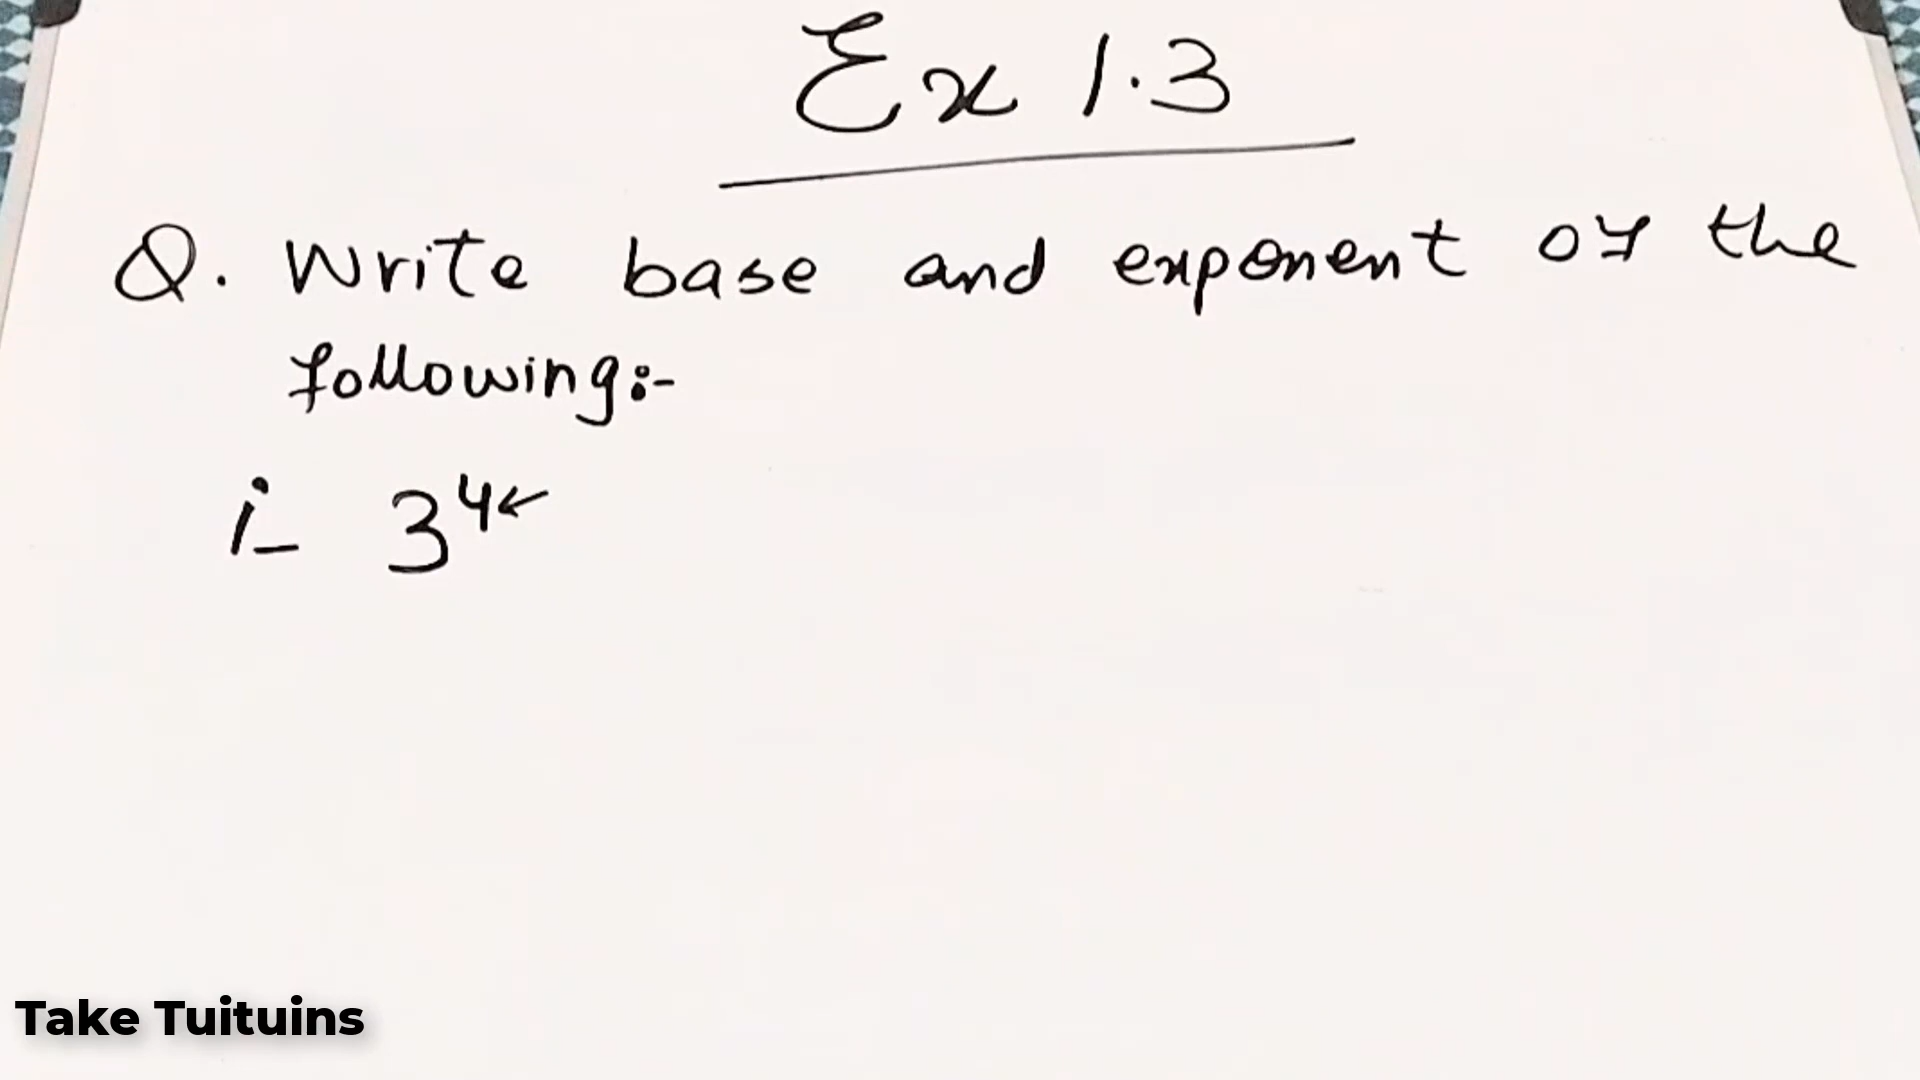 Ex 1.3
Q. Write base and exponent of the
following:-
i- 3⁴←
Take Tuituins